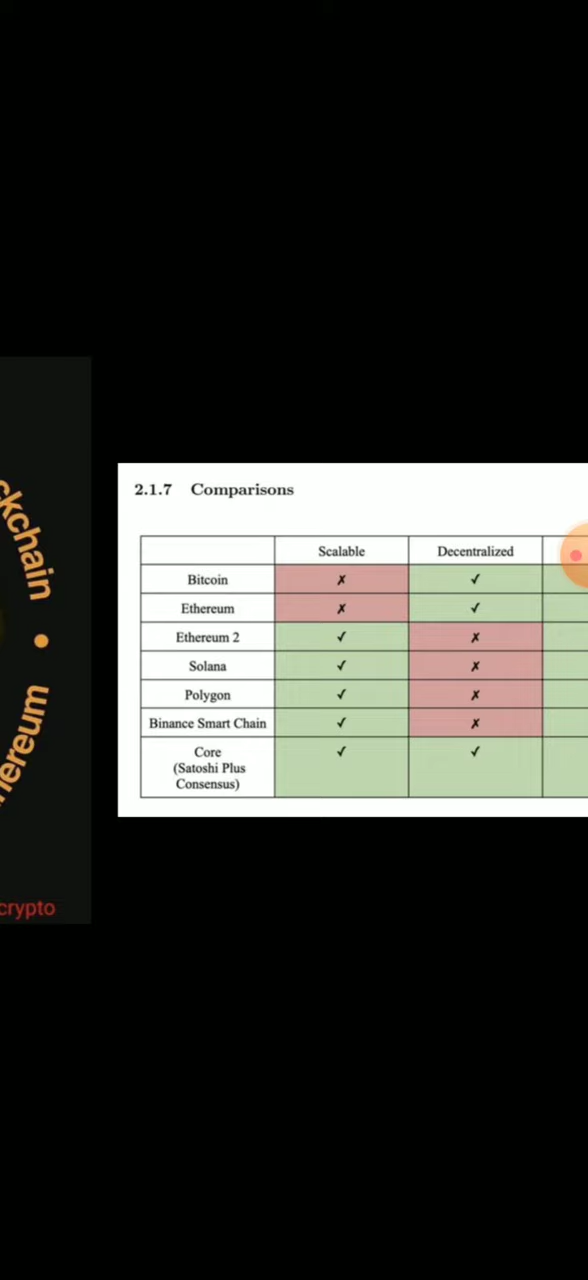 ckchain
ereum
crypto
2.1.7 Comparisons
Scalable Decentralized
Bitcoin ✗ ✓
Ethereum ✗ ✓
Ethereum 2 ✓ ✗
Solana ✓ ✗
Polygon ✓ ✗
Binance Smart Chain ✓ ✗
Core ✓ ✓
(Satoshi Plus
Consensus)